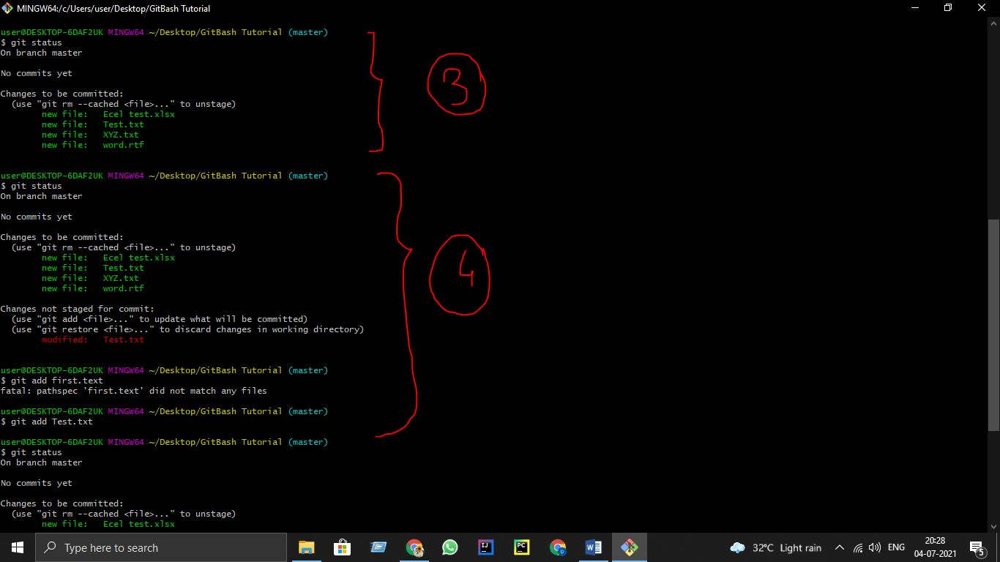 MINGW64:/c/Users/user/Desktop/GitBash Tutorial
user@DESKTOP-6DAF2UK MINGW64 ~/Desktop/GitBash Tutorial (master)
$ git status
On branch master
No commits yet
Changes to be committed:
(use "git rm --cached <file>..." to unstage)
new file: Ecel test.xlsx
new file: Test.txt
new file: XYZ.txt
new file: word.rtf
3
user@DESKTOP-6DAF2UK MINGW64 ~/Desktop/GitBash Tutorial (master)
$ git status
On branch master
No commits yet
Changes to be committed:
(use "git rm --cached <file>..." to unstage)
new file: Ecel test.xlsx
new file: Test.txt
new file: XYZ.txt
new file: word.rtf
4
Changes not staged for commit:
(use "git add <file>..." to update what will be committed)
(use "git restore <file>..." to discard changes in working directory)
modified: Test.txt
user@DESKTOP-6DAF2UK MINGW64 ~/Desktop/GitBash Tutorial (master)
$ git add first.text
fatal: pathspec 'first.text' did not match any files
user@DESKTOP-6DAF2UK MINGW64 ~/Desktop/GitBash Tutorial (master)
$ git add Test.txt
user@DESKTOP-6DAF2UK MINGW64 ~/Desktop/GitBash Tutorial (master)
$ git status
On branch master
No commits yet
Changes to be committed:
(use "git rm --cached <file>..." to unstage)
new file: Ecel test.xlsx
Type here to search
IJ
PC
D
W
32°C Light rain
ENG
20:28
04-07-2021
5